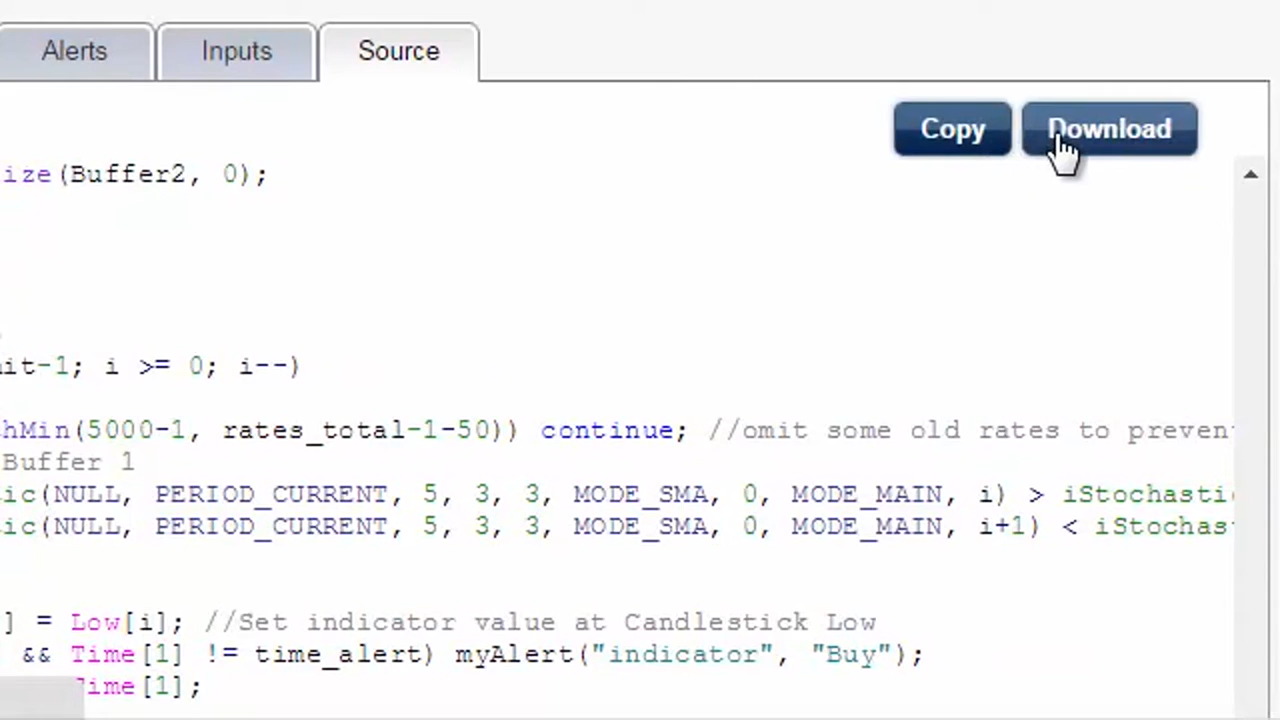 Alerts Inputs Source
Copy Download
ize(Buffer2, 0);
it-1; i >= 0; i--)
hMin(5000-1, rates_total-1-50)) continue; //omit some old rates to preven
Buffer 1
ic(NULL, PERIOD_CURRENT, 5, 3, 3, MODE_SMA, 0, MODE_MAIN, i) > iStochasti
ic(NULL, PERIOD_CURRENT, 5, 3, 3, MODE_SMA, 0, MODE_MAIN, i+1) < iStochas
] = Low[i]; //Set indicator value at Candlestick Low
&& Time[1] != time_alert) myAlert("indicator", "Buy");
Time[1];